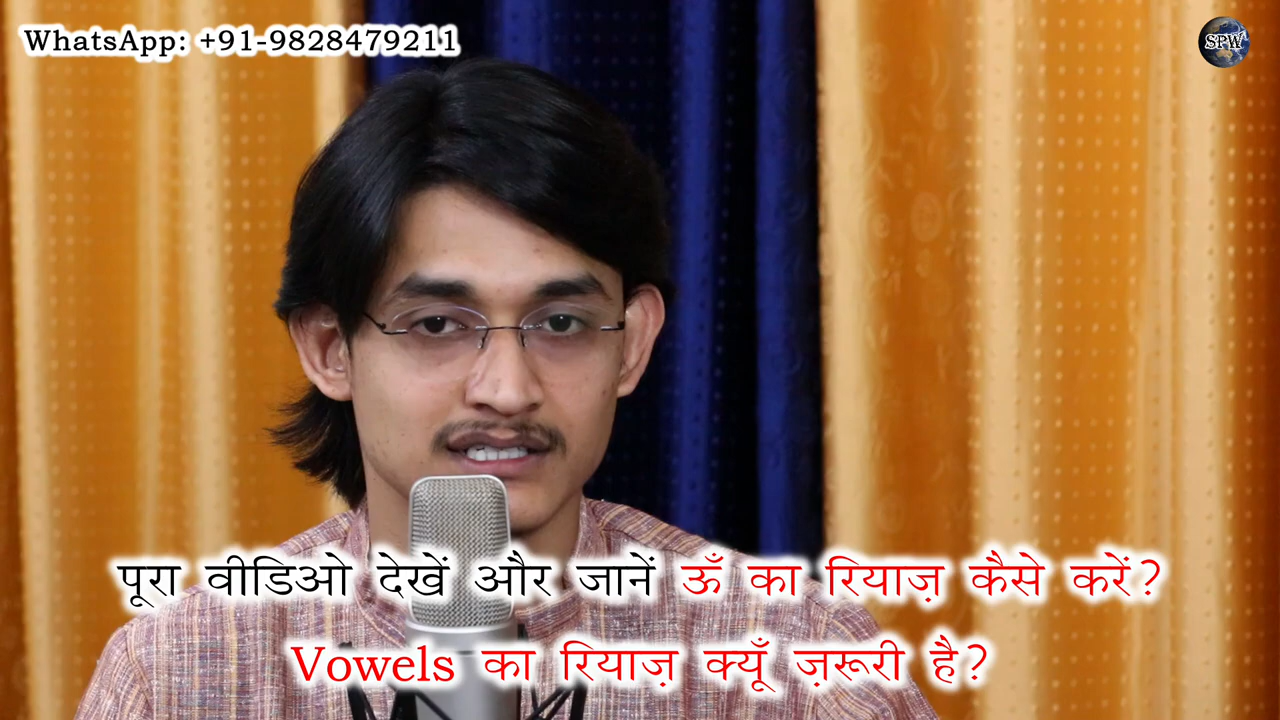 WhatsApp: +91-9828479211
SPW
पूरा वीडिओ देखें और जानें ऊँ का रियाज़ कैसे करें?
Vowels का रियाज़ क्यूँ ज़रूरी है?